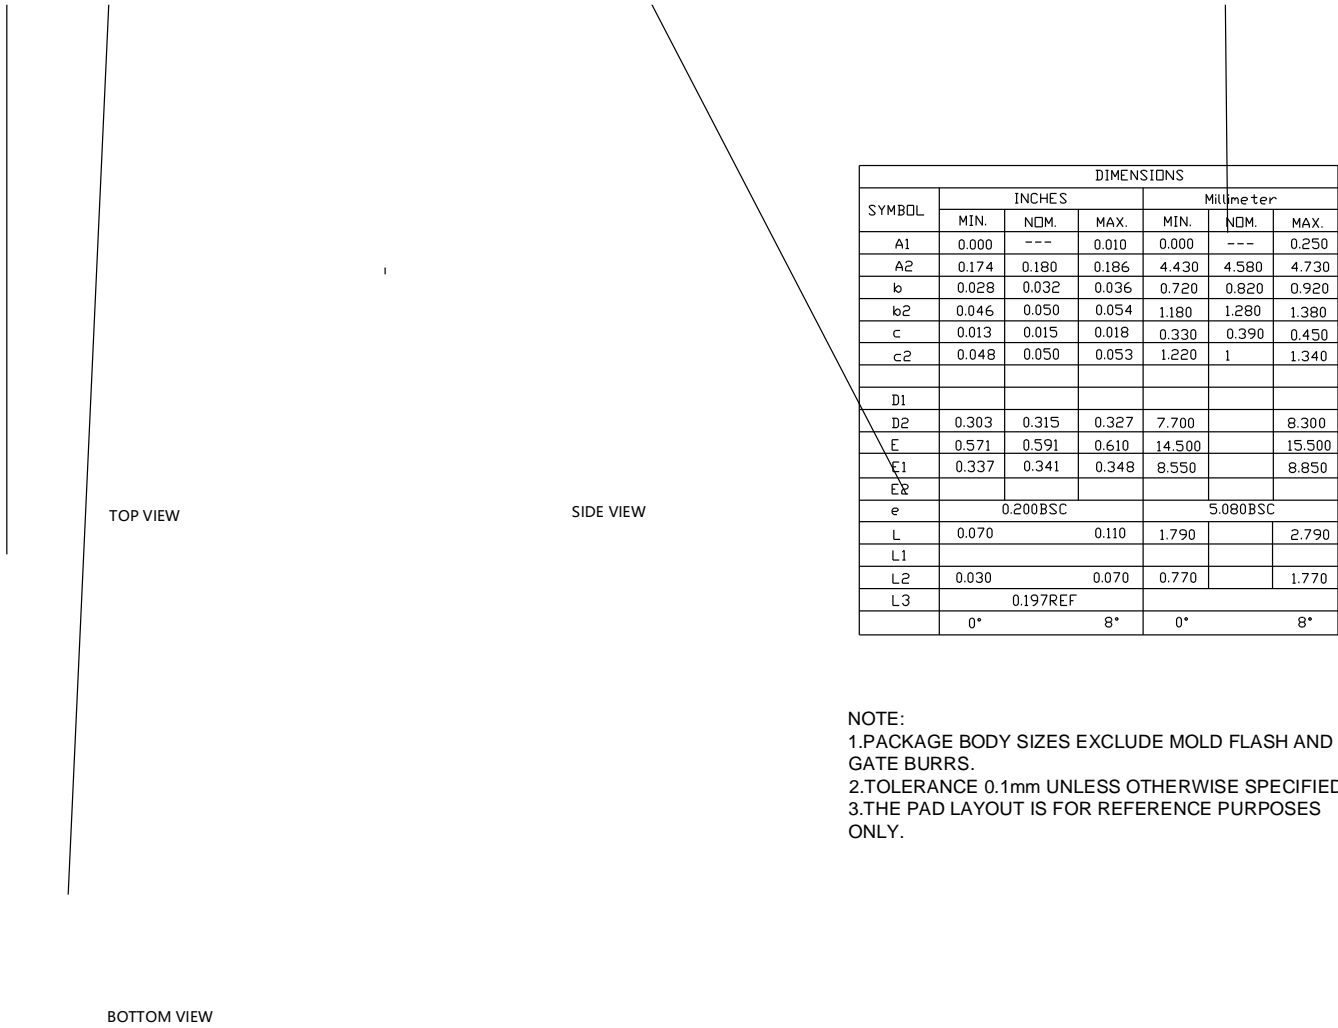 DIMENSIONS
SYMBOL INCHES Millimeter
MIN. NOM. MAX. MIN. NOM. MAX.
A1 0.000 --- 0.010 0.000 --- 0.250
A2 0.174 0.180 0.186 4.430 4.580 4.730
b 0.028 0.032 0.036 0.720 0.820 0.920
b2 0.046 0.050 0.054 1.180 1.280 1.380
c 0.013 0.015 0.018 0.330 0.390 0.450
c2 0.048 0.050 0.053 1.220 1 1.340
D1
D2 0.303 0.315 0.327 7.700 8.300
E 0.571 0.591 0.610 14.500 15.500
E1 0.337 0.341 0.348 8.550 8.850
E2
e 0.200BSC 5.080BSC
L 0.070 0.110 1.790 2.790
L1
L2 0.030 0.070 0.770 1.770
L3 0.197REF
0° 8° 0° 8°
TOP VIEW
SIDE VIEW
NOTE:
1.PACKAGE BODY SIZES EXCLUDE MOLD FLASH AND
GATE BURRS.
2.TOLERANCE 0.1mm UNLESS OTHERWISE SPECIFIED
3.THE PAD LAYOUT IS FOR REFERENCE PURPOSES
ONLY.
BOTTOM VIEW